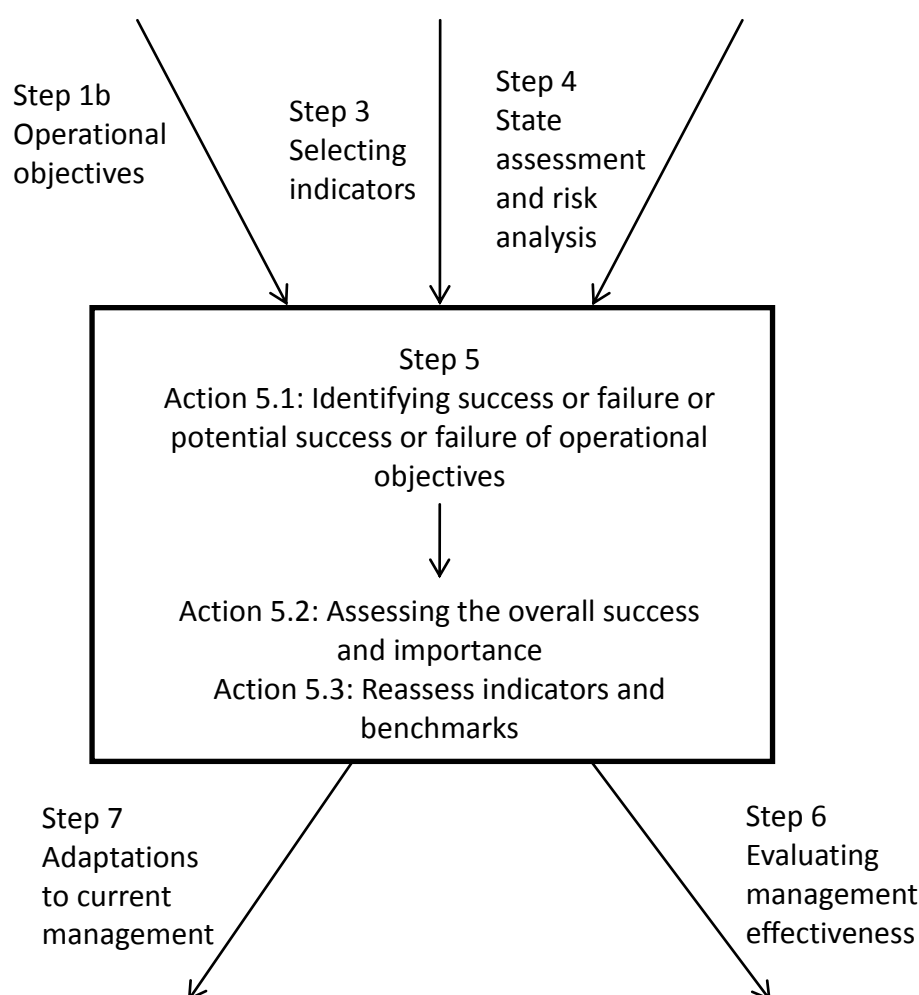 Step 1b
Operational
objectives
Step 3
Selecting
indicators
Step 4
State
assessment
and risk
analysis
Step 5
Action 5.1: Identifying success or failure or
potential success or failure of operational
objectives
Action 5.2: Assessing the overall success
and importance
Action 5.3: Reassess indicators and
benchmarks
Step 7
Adaptations
to current
management
Step 6
Evaluating
management
effectiveness